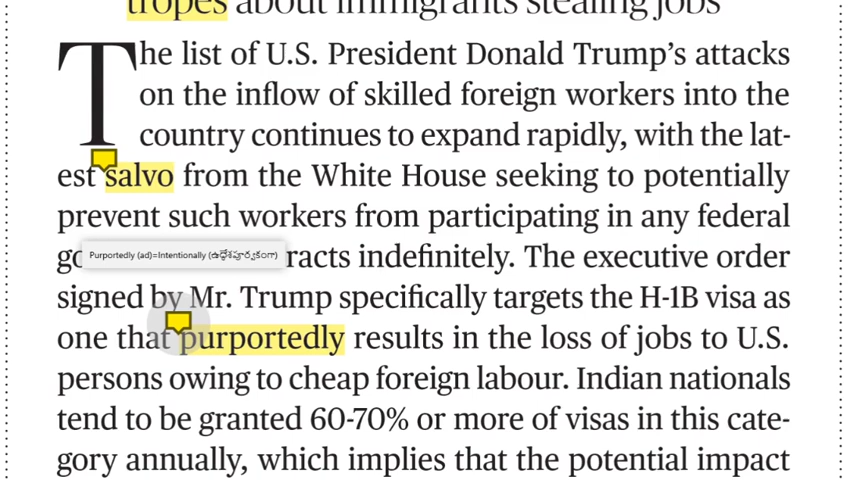 tropes about immigrants stealing jobs
The list of U.S. President Donald Trump’s attacks
on the inflow of skilled foreign workers into the
country continues to expand rapidly, with the lat-
est salvo from the White House seeking to potentially
prevent such workers from participating in any federal
go
Purportedly (ad)=Intentionally (ఉద్దేశపూర్వకంగా)
racts indefinitely. The executive order
signed by Mr. Trump specifically targets the H-1B visa as
one that purportedly results in the loss of jobs to U.S.
persons owing to cheap foreign labour. Indian nationals
tend to be granted 60-70% or more of visas in this cate-
gory annually, which implies that the potential impact